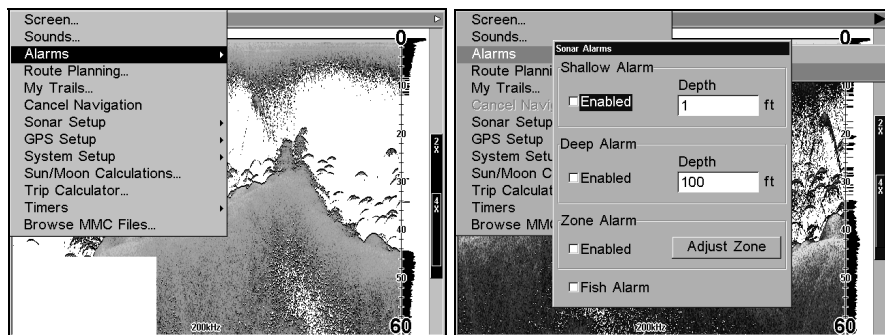 Screen...
Sounds...
Alarms
Route Planning...
My Trails...
Cancel Navigation
Sonar Setup
GPS Setup
System Setup
Sun/Moon Calculations...
Trip Calculator...
Timers
Browse MMC Files...
0
10
20
30
40
50
60
2X
4X
200kHz
Screen...
Sounds...
Alarms
Route Planni
My Trails...
Cancel Navi
Sonar Setup
GPS Setup
System Setu
Sun/Moon C
Trip Calculat
Timers
Browse MMC
Sonar Alarms
Shallow Alarm
Depth
Enabled
1 ft
Deep Alarm
Depth
Enabled
100 ft
Zone Alarm
Enabled
Adjust Zone
Fish Alarm
0
10
20
30
40
50
60
2X
4X
200kHz